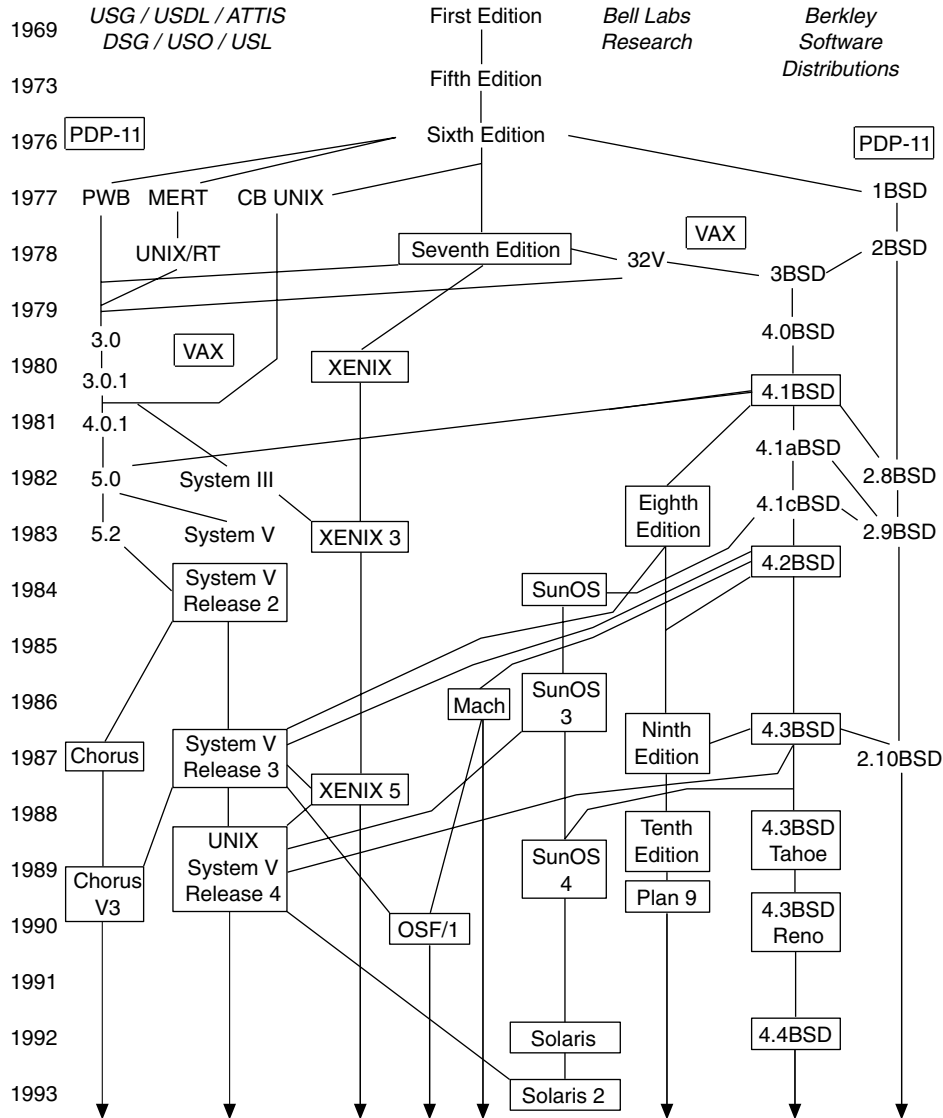 1969
USG / USDL / ATTIS
DSG / USO / USL
First Edition
Bell Labs
Research
Berkley
Software
Distributions
1973
Fifth Edition
1976
PDP-11
Sixth Edition
PDP-11
1977
PWB
MERT
CB UNIX
1BSD
1978
UNIX/RT
Seventh Edition
32V
VAX
3BSD
2BSD
1979
3.0
VAX
4.0BSD
1980
3.0.1
XENIX
4.1BSD
1981
4.0.1
4.1aBSD
1982
5.0
System III
Eighth
Edition
4.1cBSD
2.8BSD
1983
5.2
System V
XENIX 3
4.2BSD
2.9BSD
1984
System V
Release 2
SunOS
1985
1986
Mach
SunOS
3
1987
Chorus
System V
Release 3
XENIX 5
Ninth
Edition
4.3BSD
2.10BSD
1988
UNIX
System V
Release 4
Tenth
Edition
4.3BSD
Tahoe
1989
Chorus
V3
SunOS
4
Plan 9
1990
OSF/1
4.3BSD
Reno
1991
1992
Solaris
4.4BSD
1993
Solaris 2